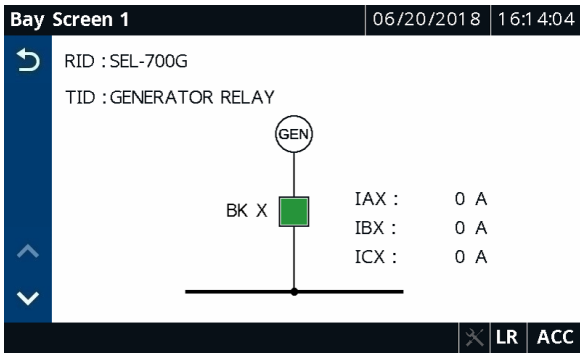 Bay Screen 1 06/20/2018 16:14:04
RID :SEL-700G
TID :GENERATOR RELAY
GEN
BK X
IAX : 0 A
IBX : 0 A
ICX : 0 A
LR ACC